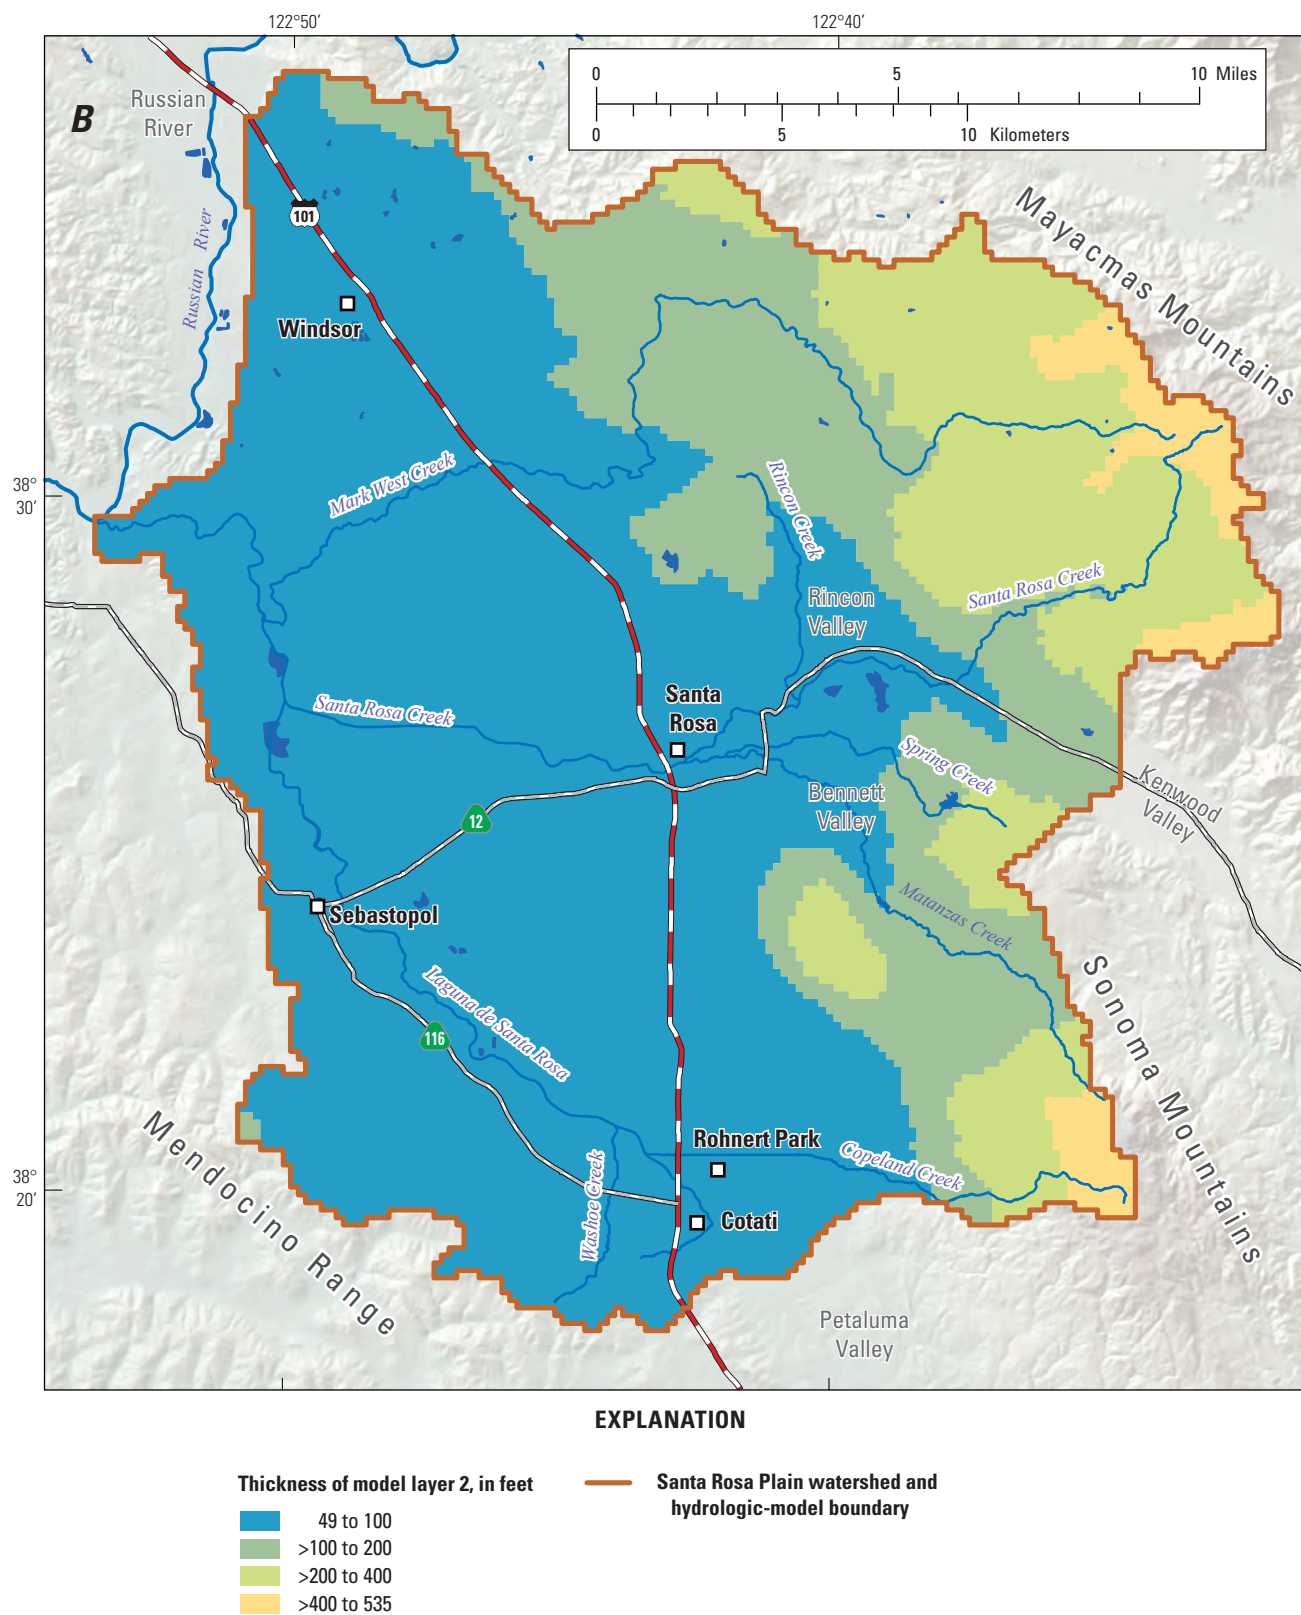 122°50'
122°40'
B
0 5 10 Miles
0 5 10 Kilometers
Russian
River
Russian River
101
Mayacmas Mountains
Windsor
Mark West Creek
Rincon Creek
38°
30'
Rincon
Valley
Santa Rosa Creek
Santa
Rosa
Santa Rosa Creek
Spring Creek
Kenwood
Valley
Bennett
Valley
12
Sebastopol
Matanzas Creek
Laguna de Santa Rosa
116
Sonoma Mountains
Mendocino Range
Rohnert Park
Copeland Creek
38°
20'
Washoe Creek
Cotati
Petaluma
Valley
EXPLANATION
Thickness of model layer 2, in feet
49 to 100
>100 to 200
>200 to 400
>400 to 535
Santa Rosa Plain watershed and
hydrologic-model boundary